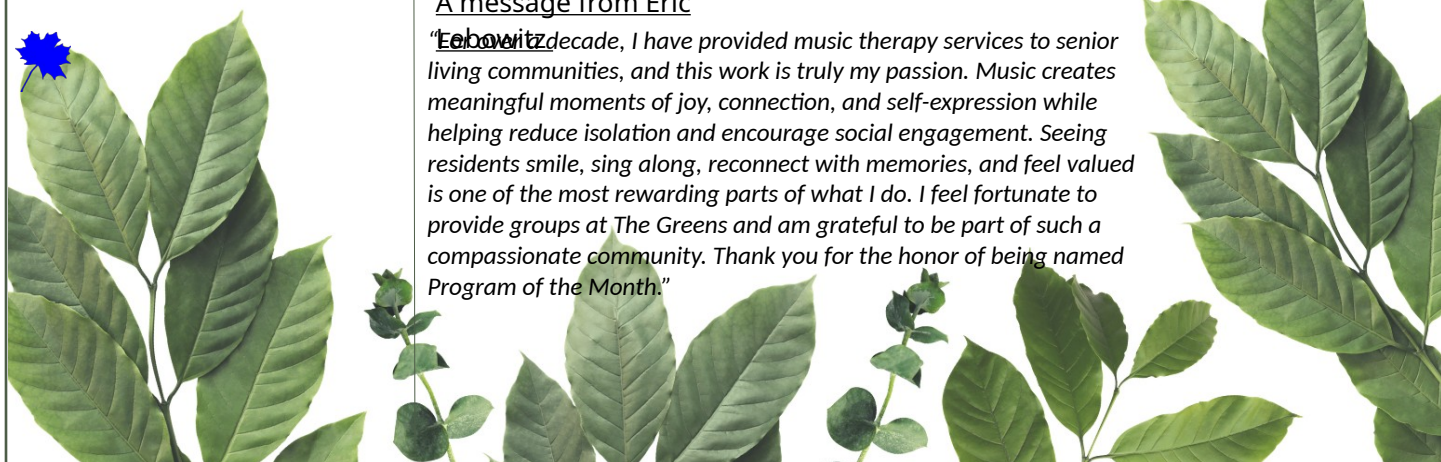 A message from Eric
Lebowitz:
“For over a decade, I have provided music therapy services to senior
living communities, and this work is truly my passion. Music creates
meaningful moments of joy, connection, and self-expression while
helping reduce isolation and encourage social engagement. Seeing
residents smile, sing along, reconnect with memories, and feel valued
is one of the most rewarding parts of what I do. I feel fortunate to
provide groups at The Greens and am grateful to be part of such a
compassionate community. Thank you for the honor of being named
Program of the Month.”